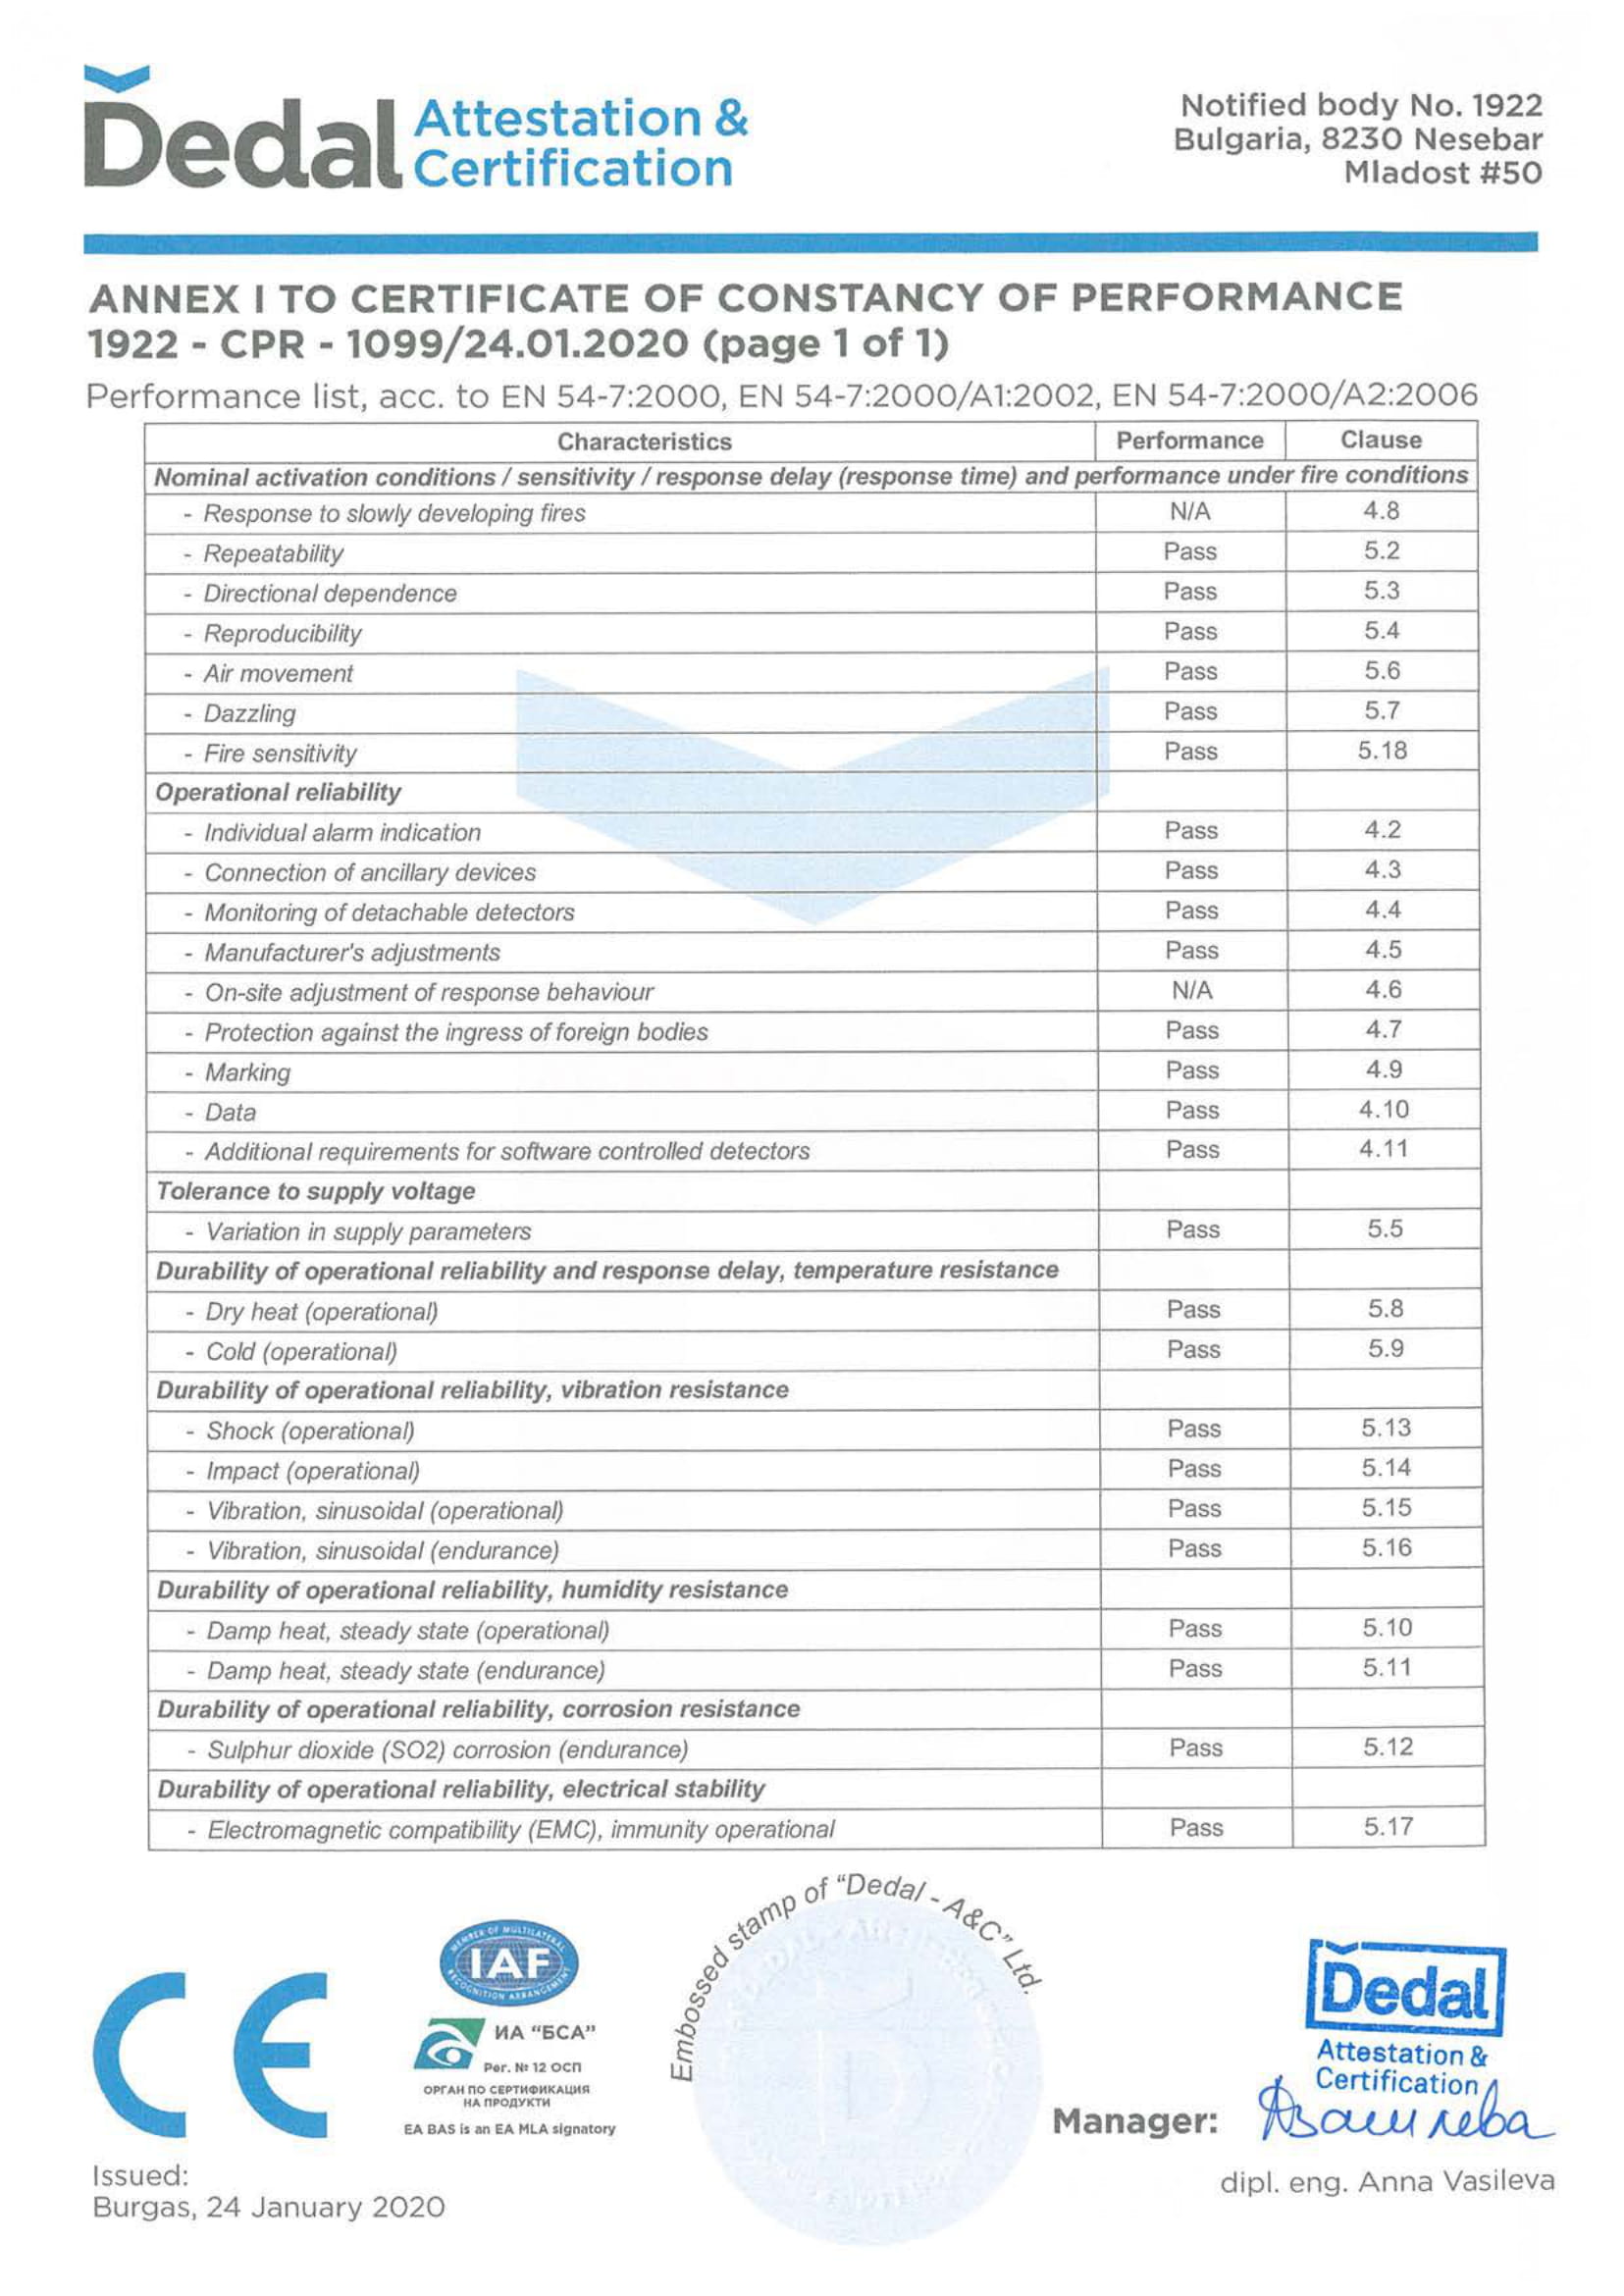 Dedal Attestation &
Certification
Notified body No. 1922
Bulgaria, 8230 Nesebar
Mladost #50
ANNEX I TO CERTIFICATE OF CONSTANCY OF PERFORMANCE
1922 - CPR - 1099/24.01.2020 (page 1 of 1)
Performance list, acc. to EN 54-7:2000, EN 54-7:2000/A1:2002, EN 54-7:2000/A2:2006
Characteristics Performance Clause
Nominal activation conditions / sensitivity / response delay (response time) and performance under fire conditions
- Response to slowly developing fires N/A 4.8
- Repeatability Pass 5.2
- Directional dependence Pass 5.3
- Reproducibility Pass 5.4
- Air movement Pass 5.6
- Dazzling Pass 5.7
- Fire sensitivity Pass 5.18
Operational reliability
- Individual alarm indication Pass 4.2
- Connection of ancillary devices Pass 4.3
- Monitoring of detachable detectors Pass 4.4
- Manufacturer's adjustments Pass 4.5
- On-site adjustment of response behaviour N/A 4.6
- Protection against the ingress of foreign bodies Pass 4.7
- Marking Pass 4.9
- Data Pass 4.10
- Additional requirements for software controlled detectors Pass 4.11
Tolerance to supply voltage
- Variation in supply parameters Pass 5.5
Durability of operational reliability and response delay, temperature resistance
- Dry heat (operational) Pass 5.8
- Cold (operational) Pass 5.9
Durability of operational reliability, vibration resistance
- Shock (operational) Pass 5.13
- Impact (operational) Pass 5.14
- Vibration, sinusoidal (operational) Pass 5.15
- Vibration, sinusoidal (endurance) Pass 5.16
Durability of operational reliability, humidity resistance
- Damp heat, steady state (operational) Pass 5.10
- Damp heat, steady state (endurance) Pass 5.11
Durability of operational reliability, corrosion resistance
- Sulphur dioxide (SO2) corrosion (endurance) Pass 5.12
Durability of operational reliability, electrical stability
- Electromagnetic compatibility (EMC), immunity operational Pass 5.17
CE
MEMBER OF MULTILATERAL
IAF
RECOGNITION ARRANGEMENT
ИА "БСА"
Рег. № 12 ОСП
ОРГАН ПО СЕРТИФИКАЦИЯ
НА ПРОДУКТИ
EA BAS is an EA MLA signatory
Embossed stamp of "Dedal - A&C" Ltd.
Dedal
Attestation &
Certification
Manager:
dipl. eng. Anna Vasileva
Issued:
Burgas, 24 January 2020